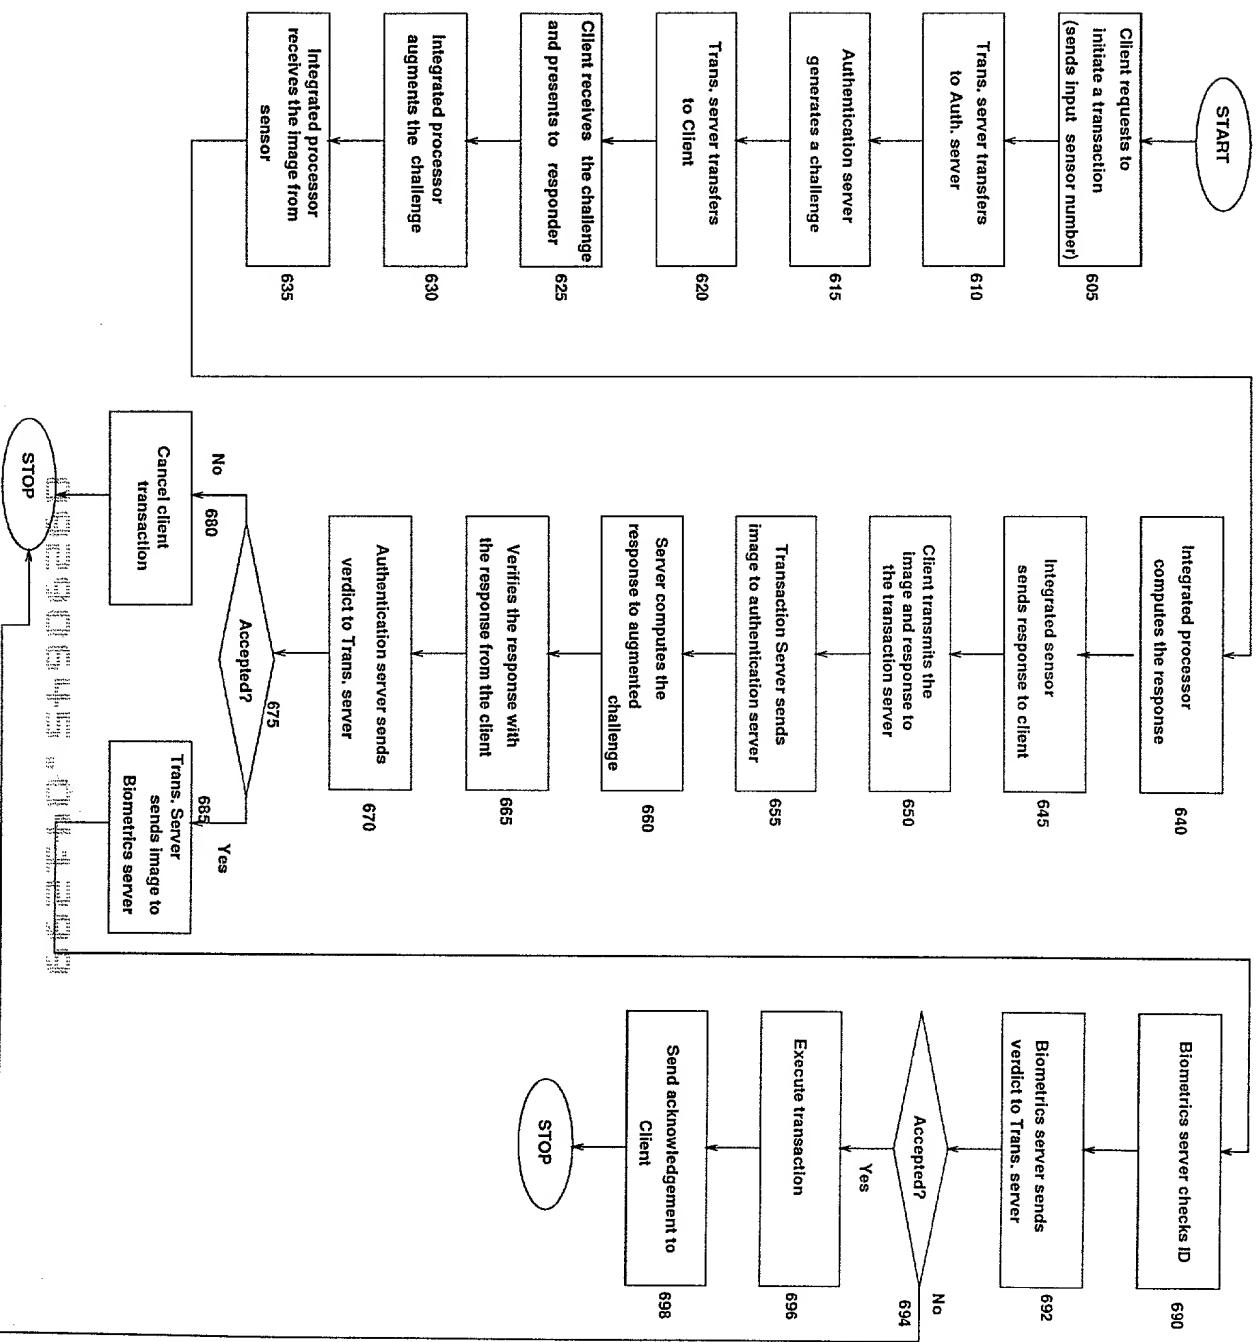 START
Client requests to
initiate a transaction
(sends input sensor number)
605
Trans. server transfers
to Auth. server
610
Authentication server
generates a challenge
615
Trans. server transfers
to Client
620
Client receives the challenge
and presents to responder
625
Integrated processor
augments the challenge
630
Integrated processor
receives the image from
sensor
635
Integrated processor
computes the response
640
Integrated sensor
sends response to client
645
Client transmits the
image and response to
the transaction server
650
Transaction Server sends
image to authentication server
655
Server computes the
response to augmented
challenge
660
Verifies the response with
the response from the client
665
Authentication server sends
verdict to Trans. server
670
Accepted?
675
No
680
Cancel client
transaction
STOP
Yes
685
Trans. Server
sends image to
Biometrics server
Biometrics server checks ID
690
Biometrics server sends
verdict to Trans. server
692
Accepted?
No
694
Yes
Execute transaction
696
Send acknowledgement to
Client
698
STOP